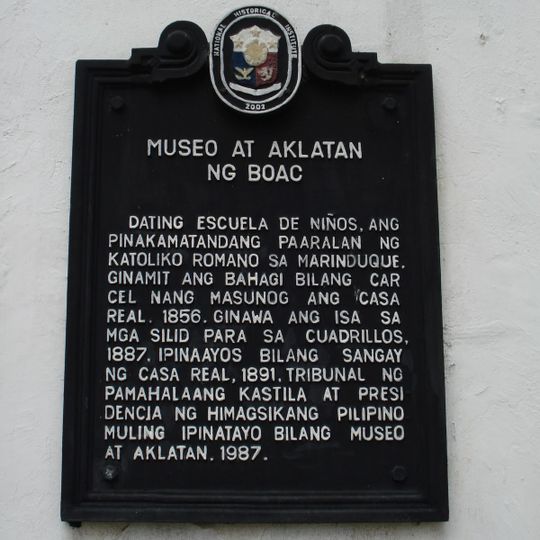 NATIONAL HISTORICAL INSTITUTE
2002
MUSEO AT AKLATAN
NG BOAC
DATING ESCUELA DE NIÑOS, ANG
PINAKAMATANDANG PAARALAN NG
KATOLIKO ROMANO SA MARINDUQUE.
GINAMIT ANG BAHAGI BILANG CAR
CEL NANG MASUNOG ANG CASA
REAL. 1856. GINAWA ANG ISA SA
MGA SILID PARA SA CUADRILLOS,
1887. IPINAAYOS BILANG SANGAY
NG CASA REAL, 1891. TRIBUNAL NG
PAMAHALAANG KASTILA AT PRESI
DENCIA NG HIMAGSIKANG PILIPINO
MULING IPINATAYO BILANG MUSEO
AT AKLATAN. 1987.